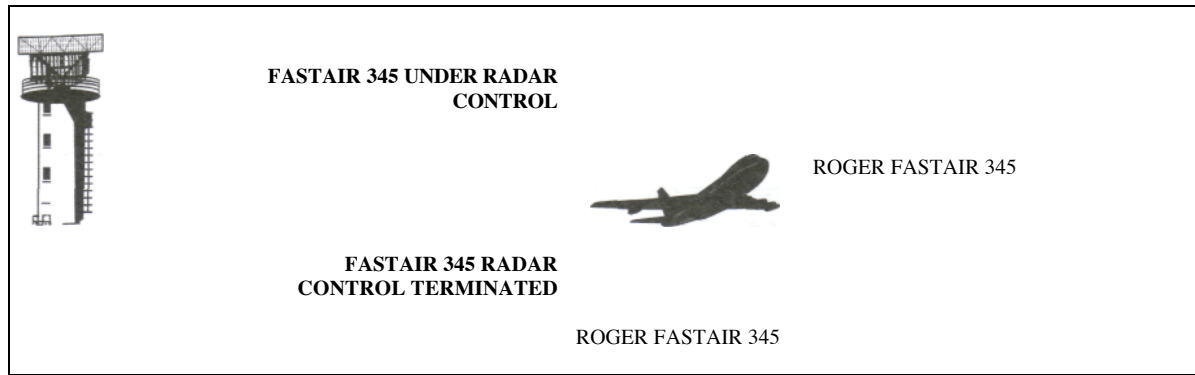 FASTAIR 345 UNDER RADAR
CONTROL
ROGER FASTAIR 345
FASTAIR 345 RADAR
CONTROL TERMINATED
ROGER FASTAIR 345